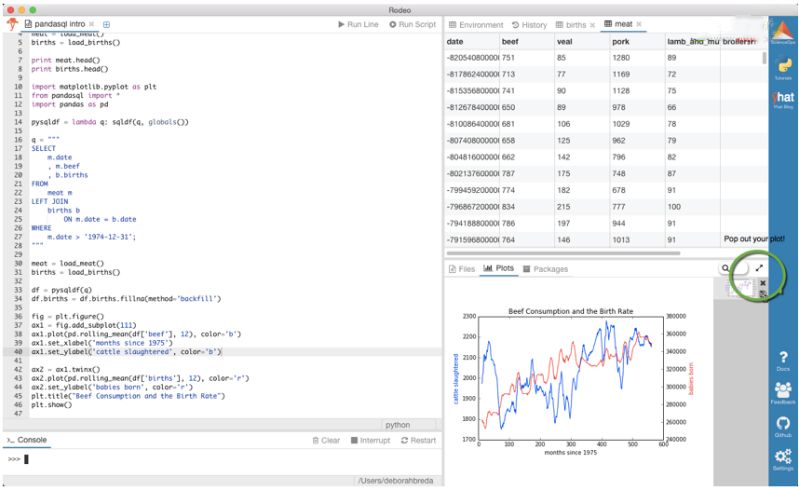 Rodeo
pandasql intro
Run Line
Run Script
4 meat = load_meat()
5 births = load_births()
6
7 print meat.head()
8 print births.head()
9
10 import matplotlib.pyplot as plt
11 from pandasql import *
12 import pandas as pd
13
14 pysqldf = lambda q: sqldf(q, globals())
15
16 q = """
17 SELECT
18 m.date
19 , m.beef
20 , b.births
21 FROM
22 meat m
23 LEFT JOIN
24 births b
25 ON m.date = b.date
26 WHERE
27 m.date > '1974-12-31';
28 """
29
30 meat = load_meat()
31 births = load_births()
32
33 df = pysqldf(q)
34 df.births = df.births.fillna(method='backfill')
35
36 fig = plt.figure()
37 ax1 = fig.add_subplot(111)
38 ax1.plot(pd.rolling_mean(df['beef'], 12), color='b')
39 ax1.set_xlabel('months since 1975')
40 ax1.set_ylabel('cattle slaughtered', color='b')
41
42 ax2 = ax1.twinx()
43 ax2.plot(pd.rolling_mean(df['births'], 12), color='r')
44 ax2.set_ylabel('babies born', color='r')
45 plt.title("Beef Consumption and the Birth Rate")
46 plt.show()
47
python
Console
Clear
Interrupt
Restart
>>>
/Users/deborahbreda
Environment
History
births
meat
date beef veal pork lamb_and_mu broilers
-82054080000 751 85 1280 89
-81786240000 713 77 1169 72
-81535680000 741 90 1128 75
-81267840000 650 89 978 66
-81008640000 681 106 1029 78
-80740800000 658 125 962 79
-80481600000 662 142 796 82
-80213760000 787 175 748 87
-79945920000 774 182 678 91
-79686720000 834 215 777 100
-79418880000 786 197 944 91
-79159680000 764 146 1013 91
Pop out your plot!
Files
Plots
Packages
Beef Consumption and the Birth Rate
2300
2200
2100
2000
1900
1800
1700
cattle slaughtered
380000
360000
340000
320000
300000
280000
260000
240000
babies born
0 100 200 300 400 500 600
months since 1975
ScienceOps
Tutorials
ŷhat
Yhat Blog
Docs
Feedback
Github
Settings